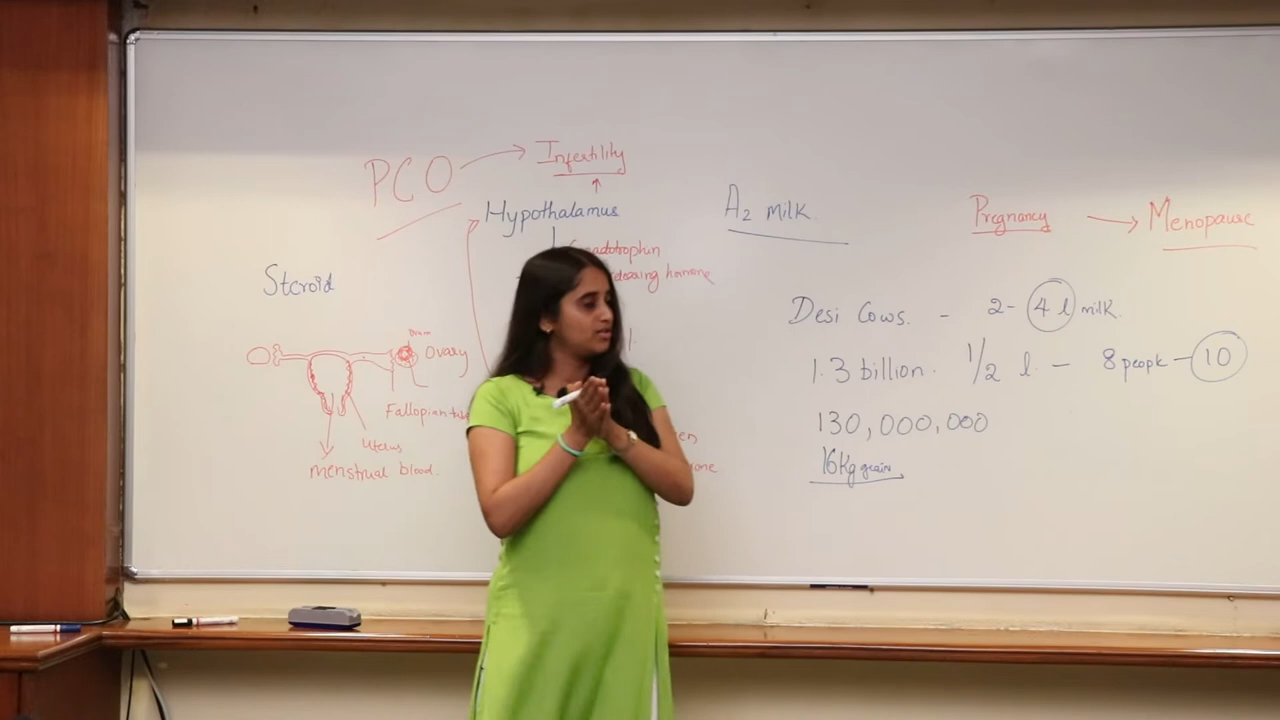 PCO → Infertility
Hypothalamus
hormone
Steroid
Ovary
Fallopian
Uterus
menstrual blood.
A2 milk
Pregnancy → Menopause
Desi Cows. - 2- 4 l milk.
1.3 billion. 1/2 l. - 8 people - 10
130,000,000
16Kg grain